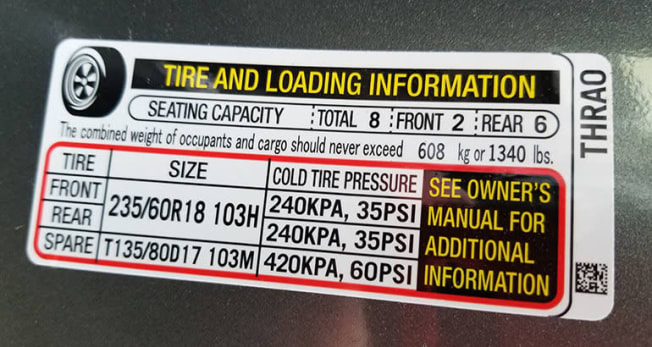 TIRE AND LOADING INFORMATION
SEATING CAPACITY TOTAL 8 FRONT 2 REAR 6
The combined weight of occupants and cargo should never exceed 608 kg or 1340 lbs.
TIRE SIZE COLD TIRE PRESSURE
FRONT 235/60R18 103H 240KPA, 35PSI
REAR 240KPA, 35PSI
SPARE T135/80D17 103M 420KPA, 60PSI
SEE OWNER'S
MANUAL FOR
ADDITIONAL
INFORMATION
THRA0